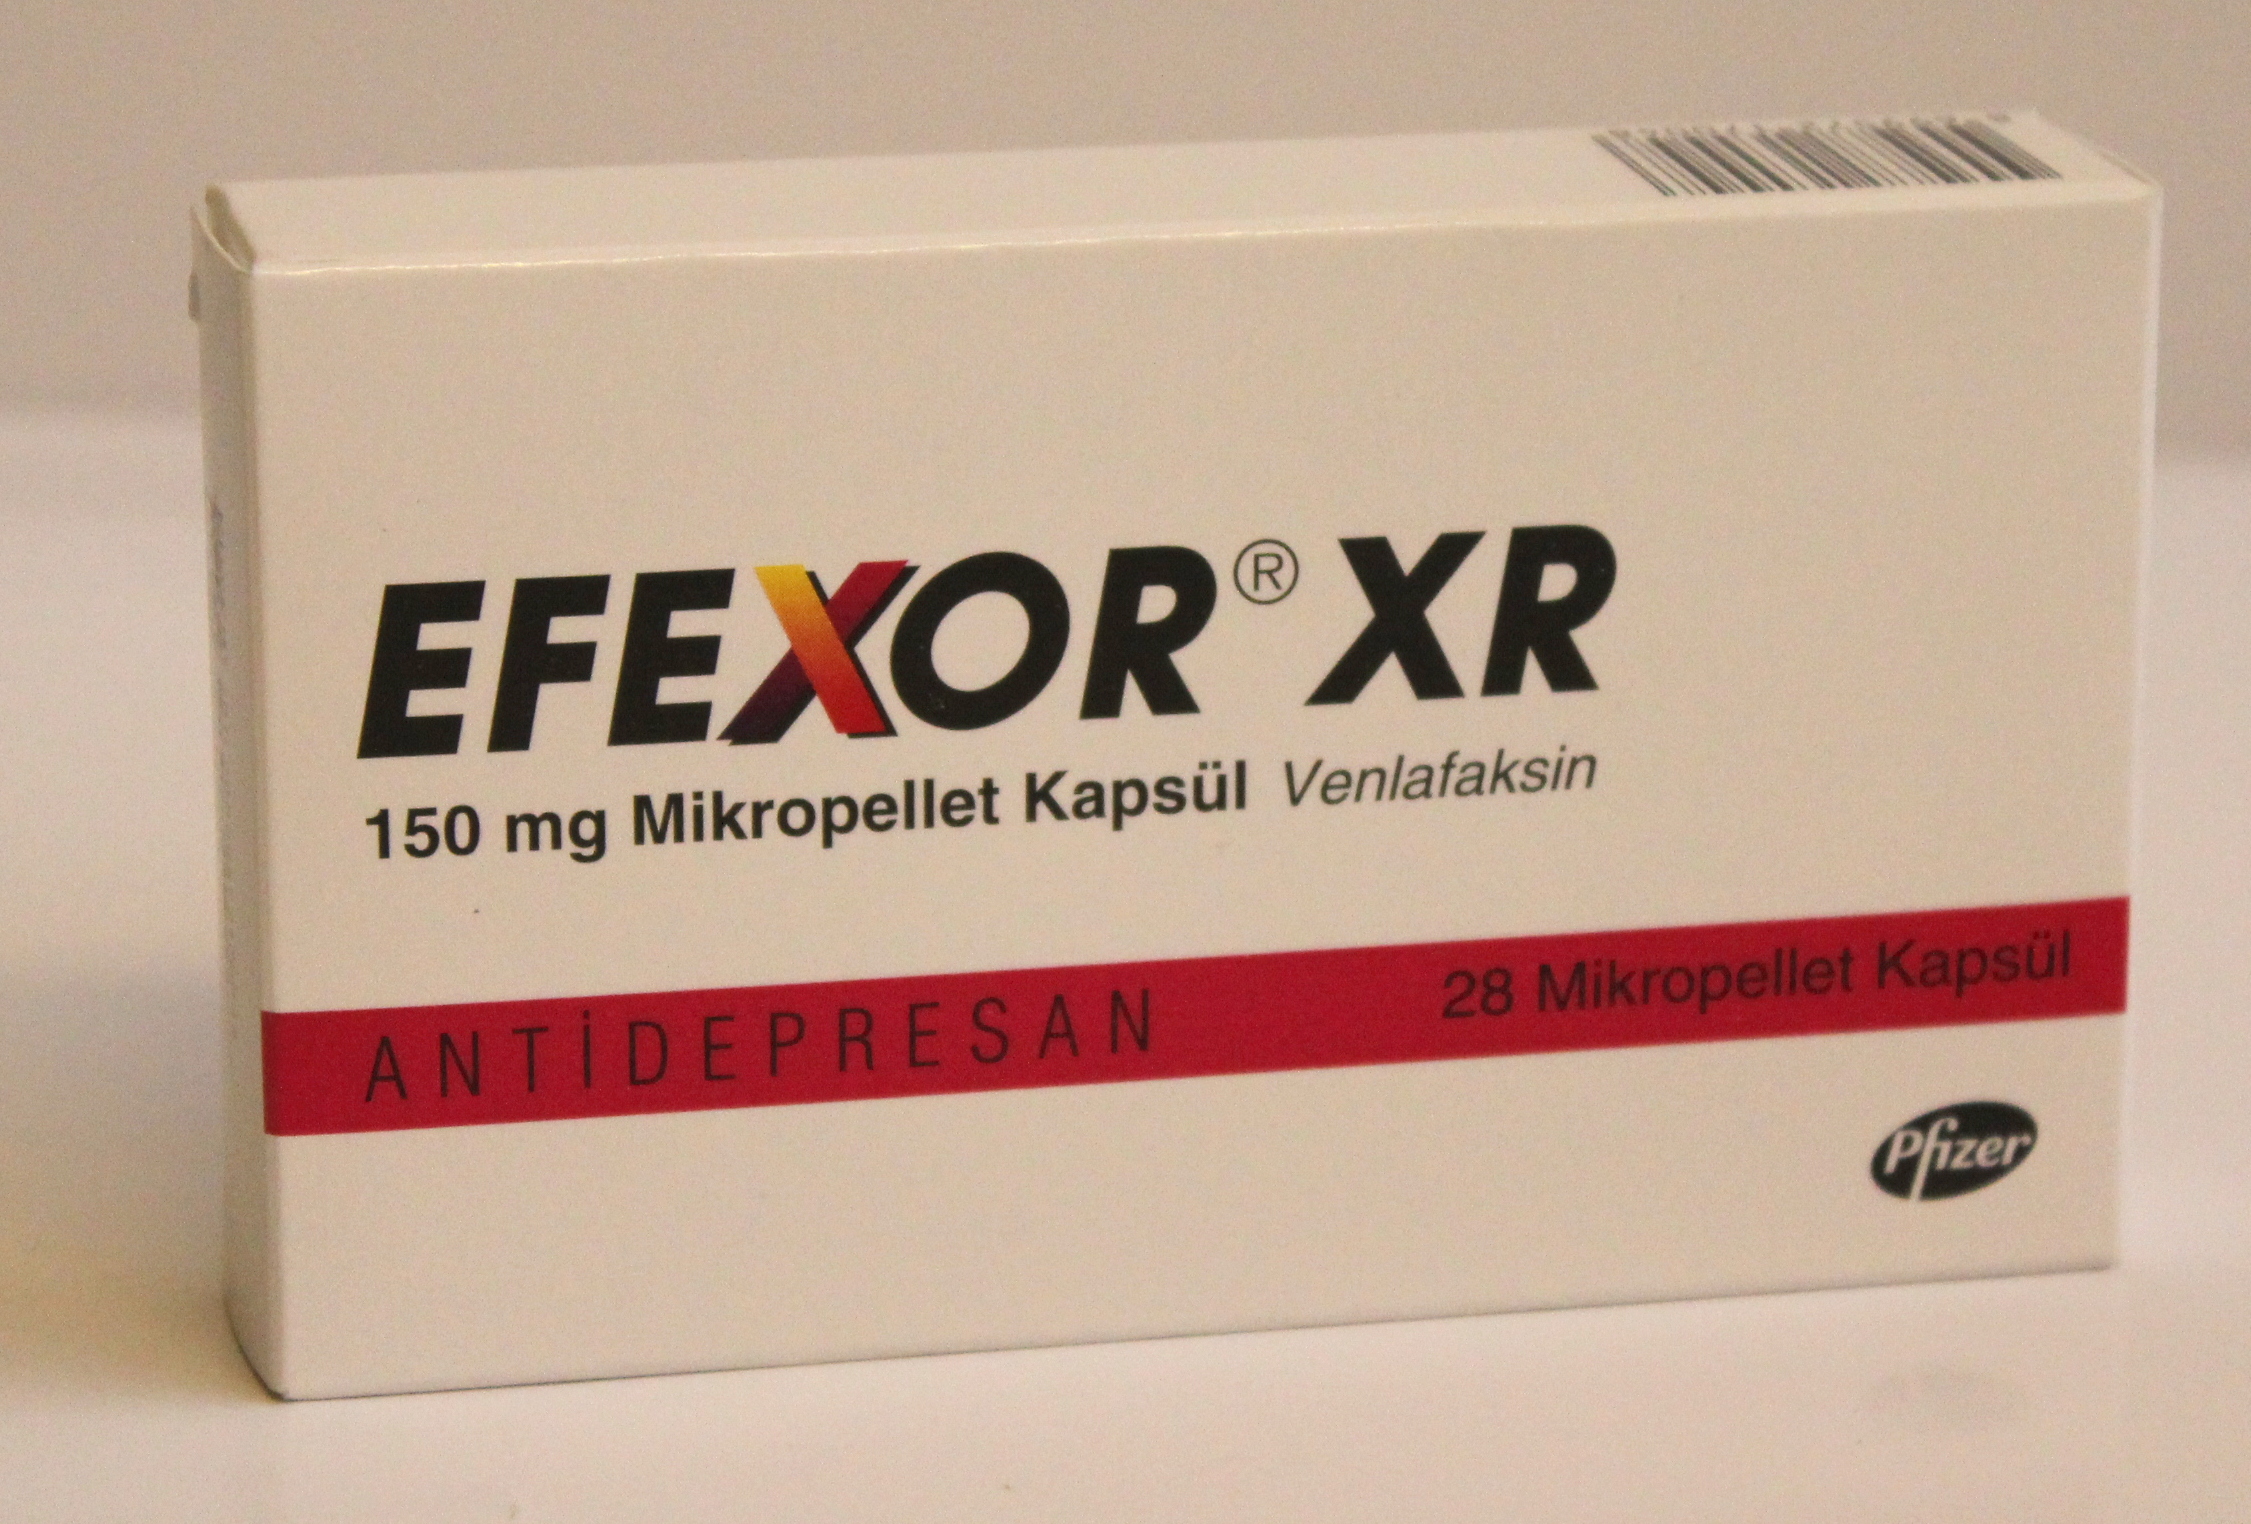 EFEXOR® XR
150 mg Mikropellet Kapsül Venlafaksin
ANTİDEPRESAN 28 Mikropellet Kapsül
Pfizer